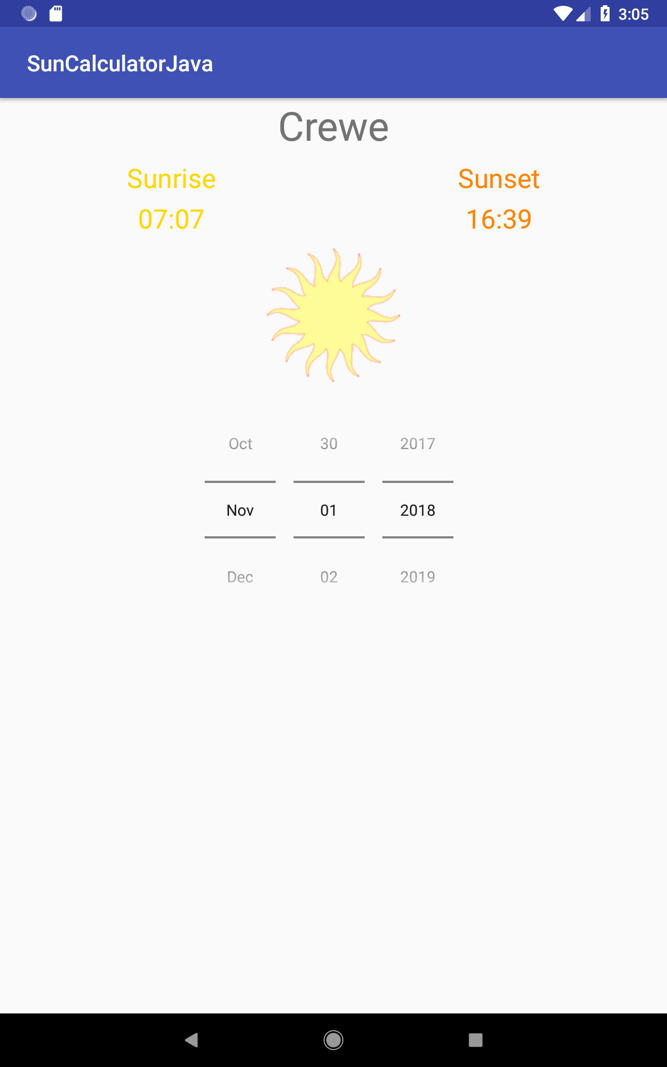 3:05
SunCalculatorJava
Crewe
Sunrise Sunset
07:07 16:39
Oct 30 2017
Nov 01 2018
Dec 02 2019